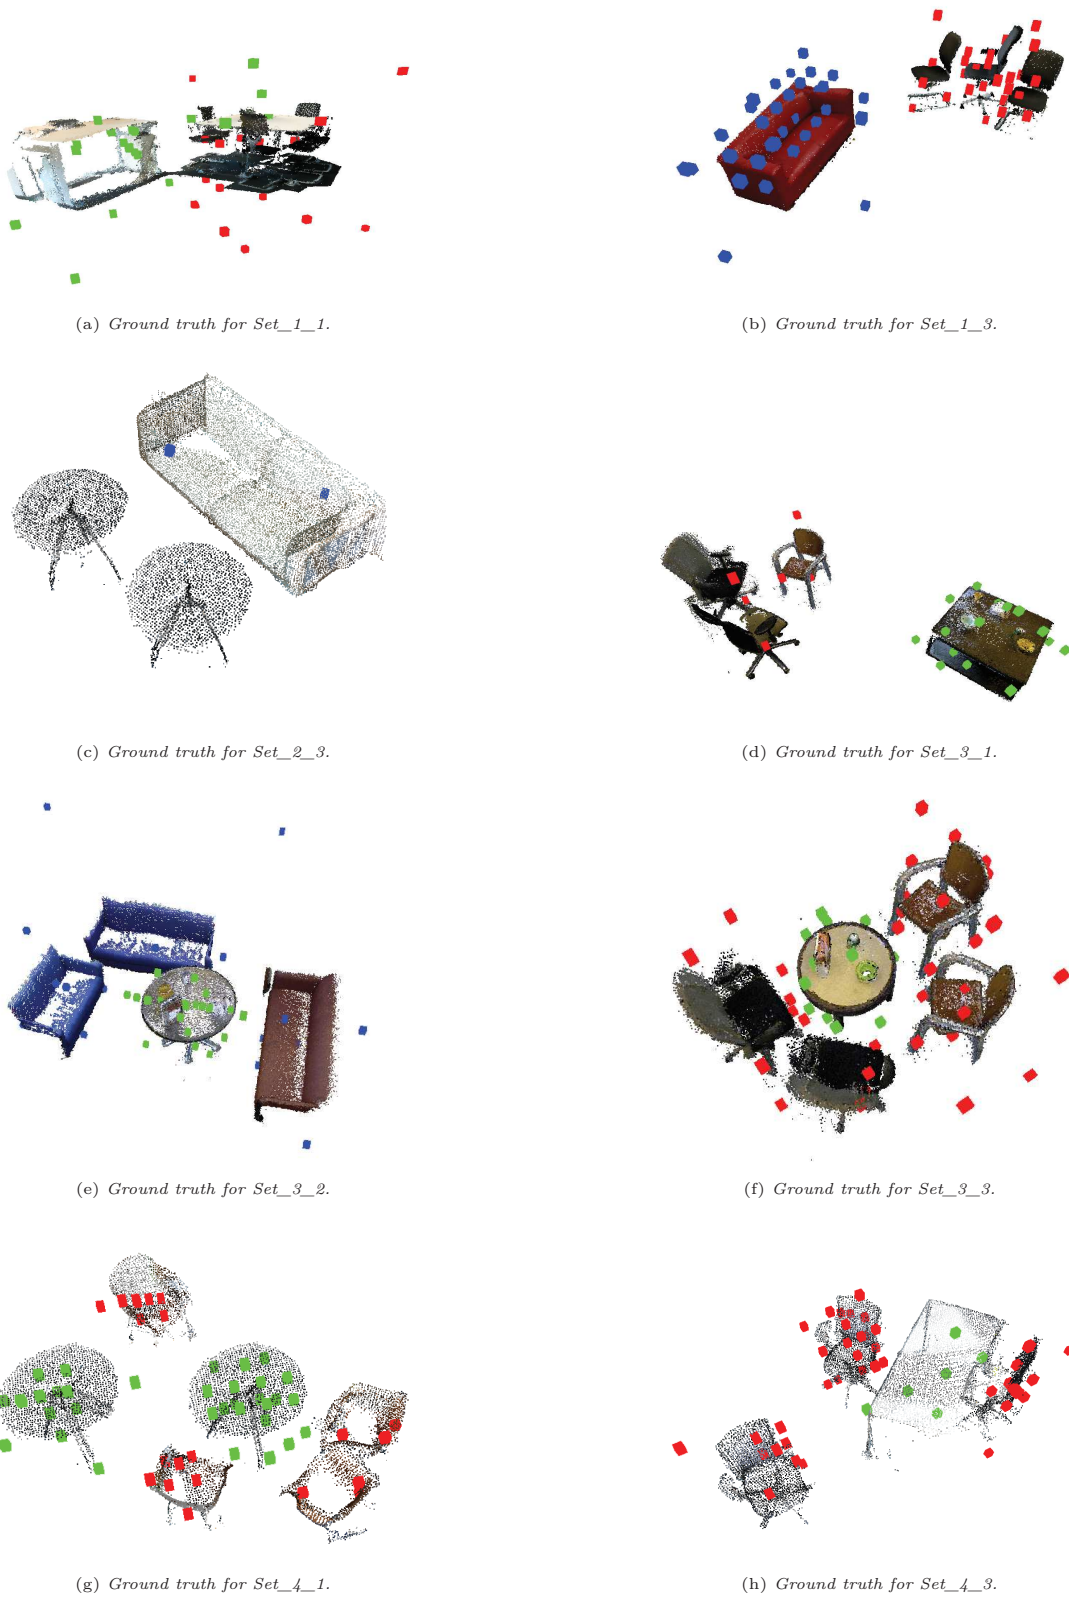 (a) Ground truth for Set_1_1.
(b) Ground truth for Set_1_3.
(c) Ground truth for Set_2_3.
(d) Ground truth for Set_3_1.
(e) Ground truth for Set_3_2.
(f) Ground truth for Set_3_3.
(g) Ground truth for Set_4_1.
(h) Ground truth for Set_4_3.